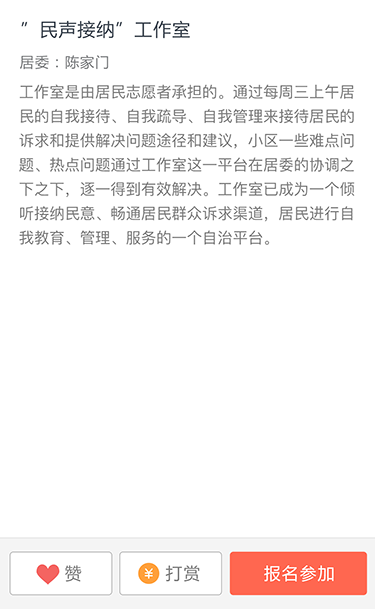 ”民声接纳”工作室
居委：陈家门
工作室是由居民志愿者承担的。通过每周三上午居
民的自我接待、自我疏导、自我管理来接待居民的
诉求和提供解决问题途径和建议，小区一些难点问
题、热点问题通过工作室这一平台在居委的协调之
下之下，逐一得到有效解决。工作室已成为一个倾
听接纳民意、畅通居民群众诉求渠道，居民进行自
我教育、管理、服务的一个自治平台。
赞 ¥ 打赏 报名参加